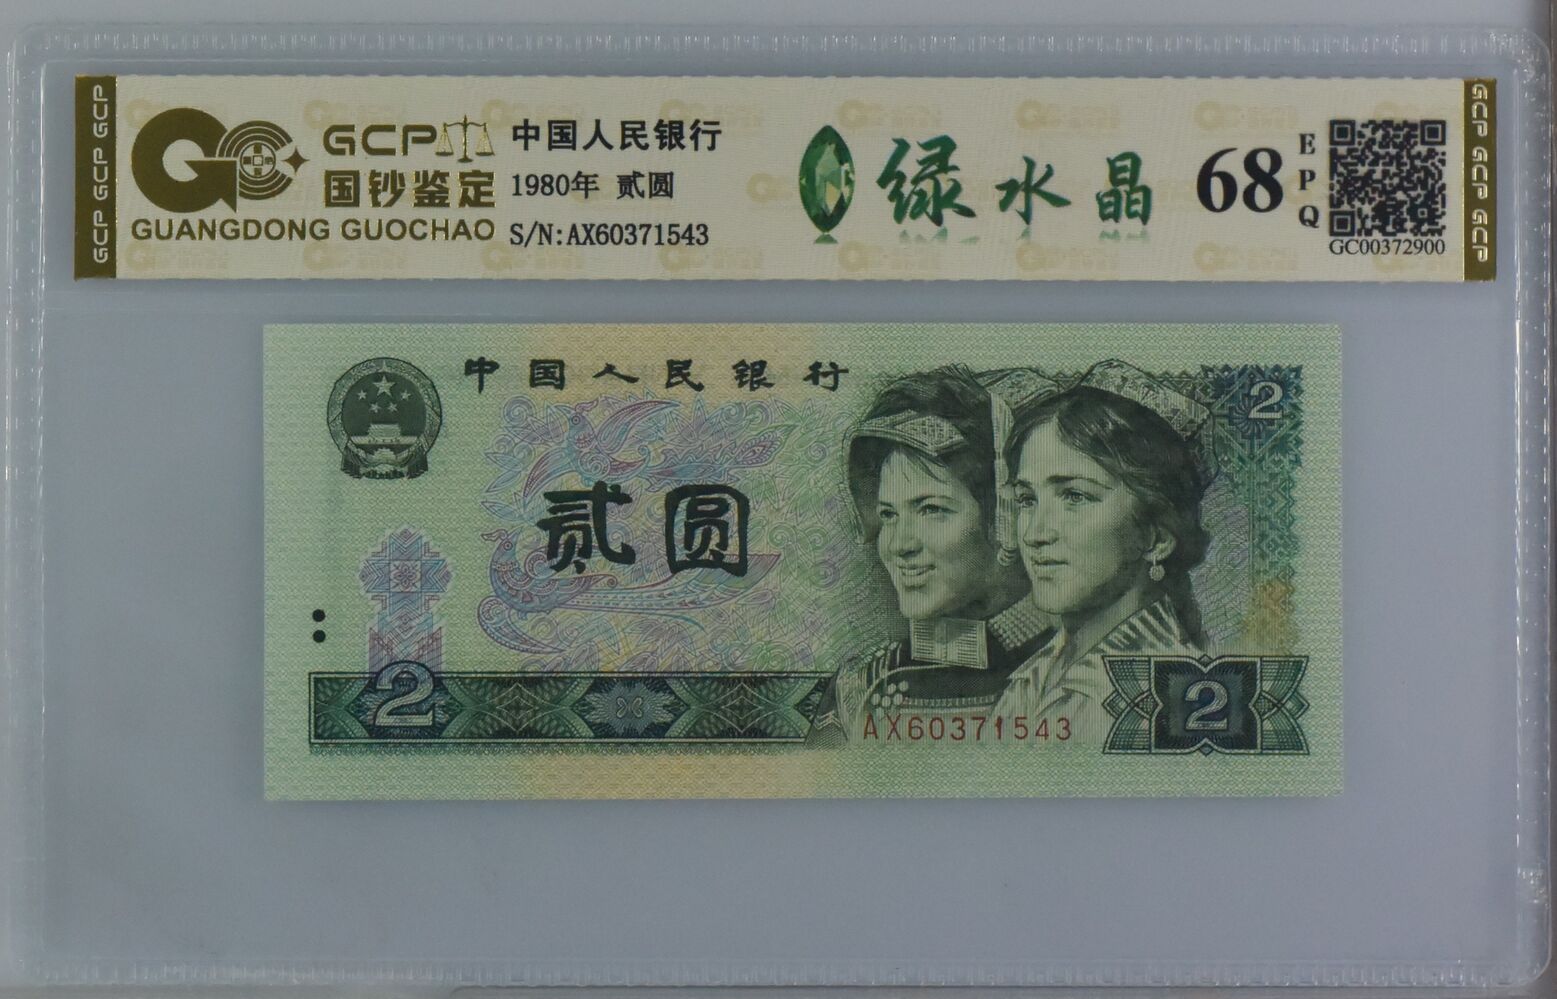 GCP GCP GCP
GCP
国钞鉴定
GUANGDONG GUOCHAO
中国人民银行
1980年 贰圆
S/N:AX60371543
绿水晶
68
EPQ
GC00372900
GCP GCP GCP
中国人民银行
2
贰圆
2
AX60371543
2